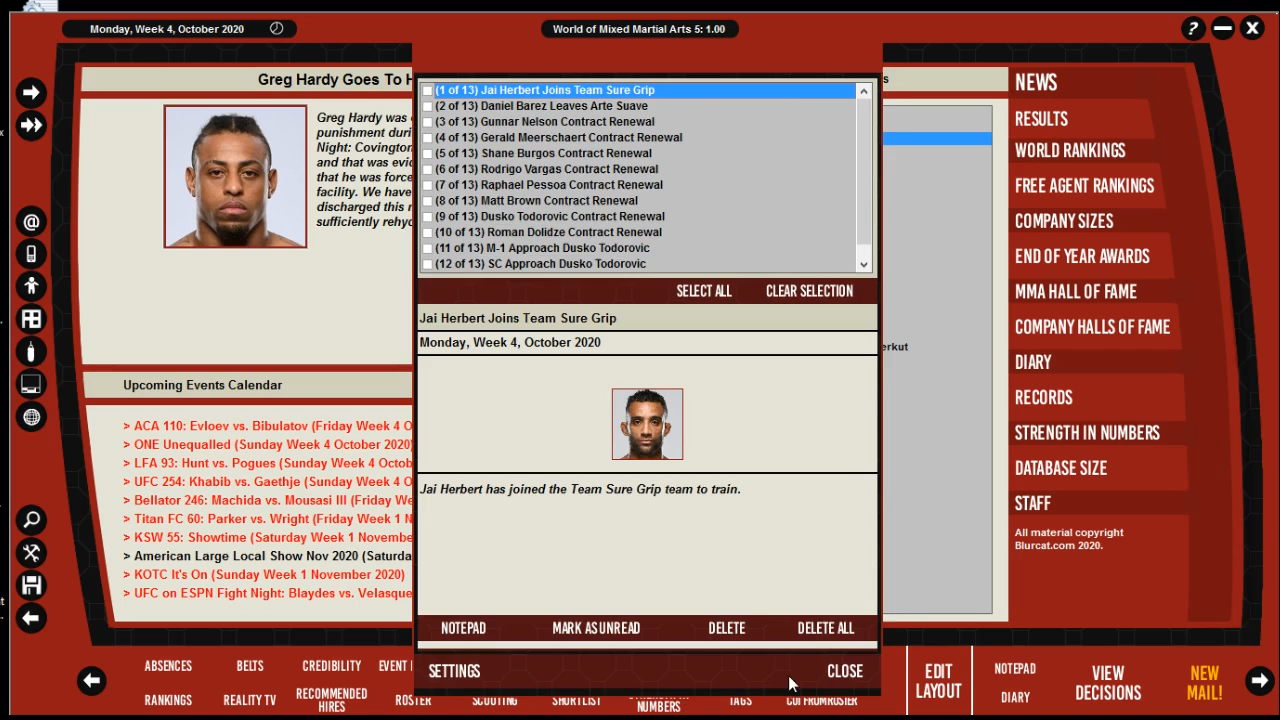 Monday, Week 4, October 2020
World of Mixed Martial Arts 5: 1.00
?
X
Greg Hardy Goes To H
s
Greg Hardy was
punishment duri
Night: Covington
and that was evid
that he was force
facility. We have
discharged this m
sufficiently rehyd
(1 of 13) Jai Herbert Joins Team Sure Grip
(2 of 13) Daniel Barez Leaves Arte Suave
(3 of 13) Gunnar Nelson Contract Renewal
(4 of 13) Gerald Meerschaert Contract Renewal
(5 of 13) Shane Burgos Contract Renewal
(6 of 13) Rodrigo Vargas Contract Renewal
(7 of 13) Raphael Pessoa Contract Renewal
(8 of 13) Matt Brown Contract Renewal
(9 of 13) Dusko Todorovic Contract Renewal
(10 of 13) Roman Dolidze Contract Renewal
(11 of 13) M-1 Approach Dusko Todorovic
(12 of 13) SC Approach Dusko Todorovic
SELECT ALL CLEAR SELECTION
Jai Herbert Joins Team Sure Grip
Monday, Week 4, October 2020
Jai Herbert has joined the Team Sure Grip team to train.
NOTEPAD MARK AS UNREAD DELETE DELETE ALL
SETTINGS CLOSE
erkut
Upcoming Events Calendar
> ACA 110: Evloev vs. Bibulatov (Friday Week 4 O
> ONE Unequalled (Sunday Week 4 October 2020)
> LFA 93: Hunt vs. Pogues (Sunday Week 4 Octob
> UFC 254: Khabib vs. Gaethje (Sunday Week 4 O
> Bellator 246: Machida vs. Mousasi III (Friday We
> Titan FC 60: Parker vs. Wright (Friday Week 1 N
> KSW 55: Showtime (Saturday Week 1 Novembe
> American Large Local Show Nov 2020 (Saturda
> KOTC It's On (Sunday Week 1 November 2020)
> UFC on ESPN Fight Night: Blaydes vs. Velasque
NEWS
RESULTS
WORLD RANKINGS
FREE AGENT RANKINGS
COMPANY SIZES
END OF YEAR AWARDS
MMA HALL OF FAME
COMPANY HALLS OF FAME
DIARY
RECORDS
STRENGTH IN NUMBERS
DATABASE SIZE
STAFF
All material copyright
Blurcat.com 2020.
ABSENCES BELTS CREDIBILITY EVENT
RANKINGS REALITY TV RECOMMENDED HIRES ROSTER SCOUTING SHORTLIST NUMBERS TAGS
EDIT LAYOUT
NOTEPAD
DIARY
VIEW DECISIONS
NEW MAIL!
@